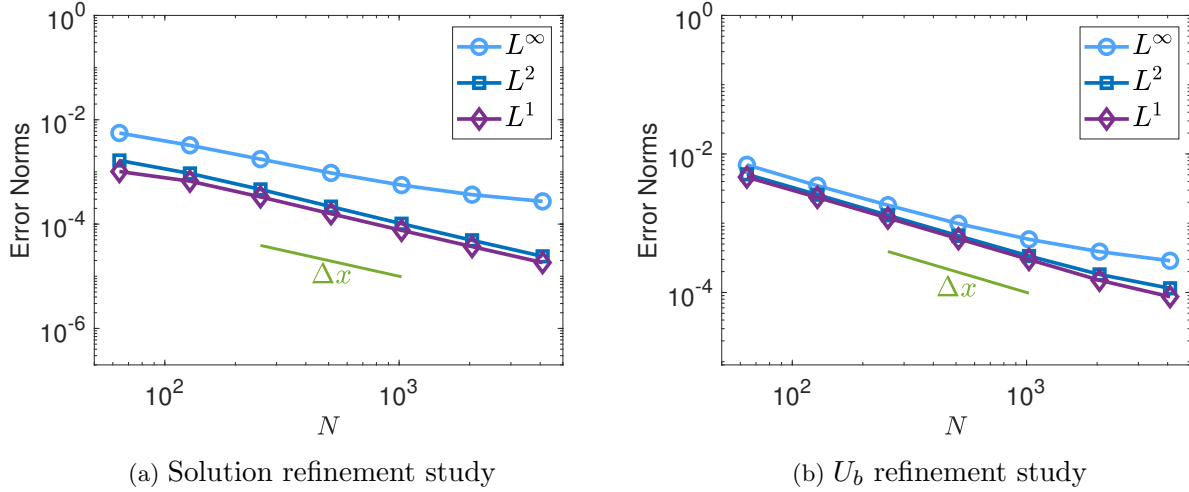 10^0
10^-2
10^-4
10^-6
10^2
10^3
Error Norms
N
L^∞
L^2
L^1
Δx
(a) Solution refinement study
10^0
10^-2
10^-4
10^2
10^3
Error Norms
N
L^∞
L^2
L^1
Δx
(b) U_b refinement study